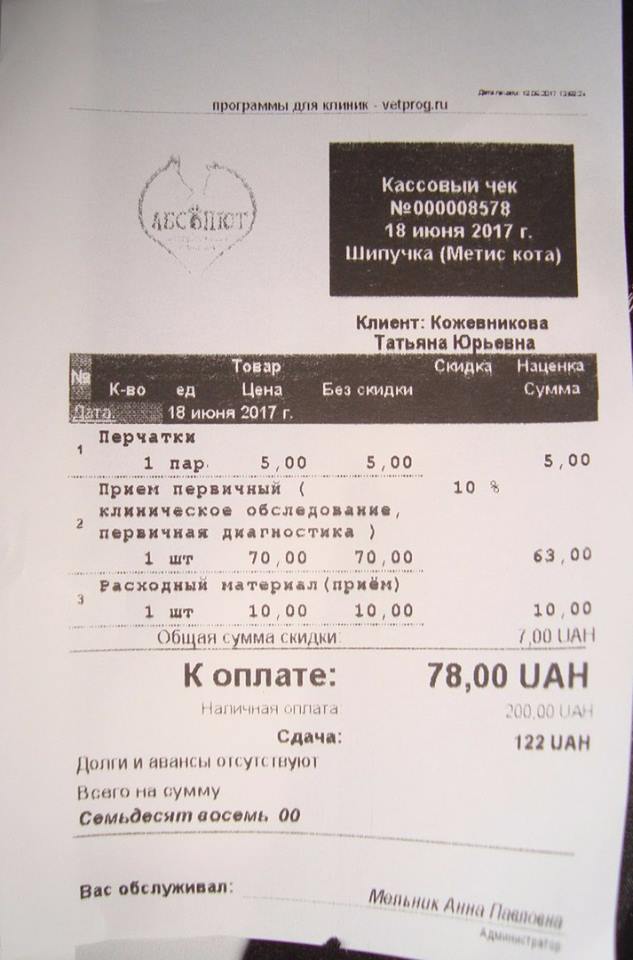 программы для клиник - vetprog.ru
АБСОЛЮТ
Кассовый чек
№000008578
18 июня 2017 г.
Шипучка (Метис кота)
Клиент: Кожевникова
Татьяна Юрьевна
№ Товар Скидка Наценка
К-во ед Цена Без скидки Сумма
Дата: 18 июня 2017 г.
1 Перчатки
1 пар. 5,00 5,00 5,00
2 Прием первичный ( 10 %
клиническое обследование,
первичная диагностика )
1 шт 70,00 70,00 63,00
3 Расходный материал(приём)
1 шт 10,00 10,00 10,00
Общая сумма скидки: 7,00 UAH
К оплате: 78,00 UAH
Наличная оплата: 200,00 UAH
Сдача: 122 UAH
Долги и авансы отсутствуют
Всего на сумму
Семьдесят восемь 00
Вас обслуживал: Мельник Анна Павловна
Администратор